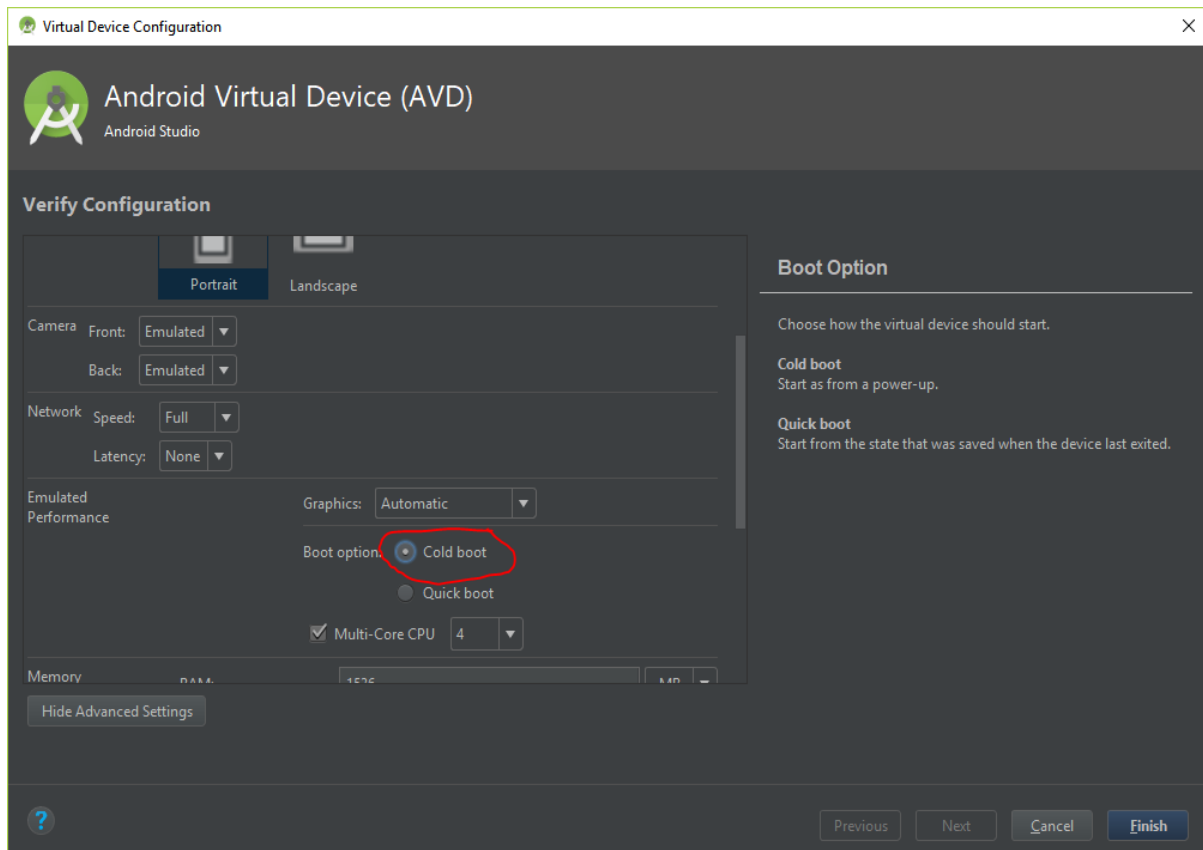 Virtual Device Configuration
Android Virtual Device (AVD)
Android Studio
Verify Configuration
Portrait
Landscape
Camera Front: Emulated
Back: Emulated
Network Speed: Full
Latency: None
Emulated
Performance
Graphics: Automatic
Boot option: Cold boot
Quick boot
Multi-Core CPU 4
Memory RAM: 1536 MB
Hide Advanced Settings
Boot Option
Choose how the virtual device should start.
Cold boot
Start as from a power-up.
Quick boot
Start from the state that was saved when the device last exited.
?
Previous
Next
Cancel
Finish